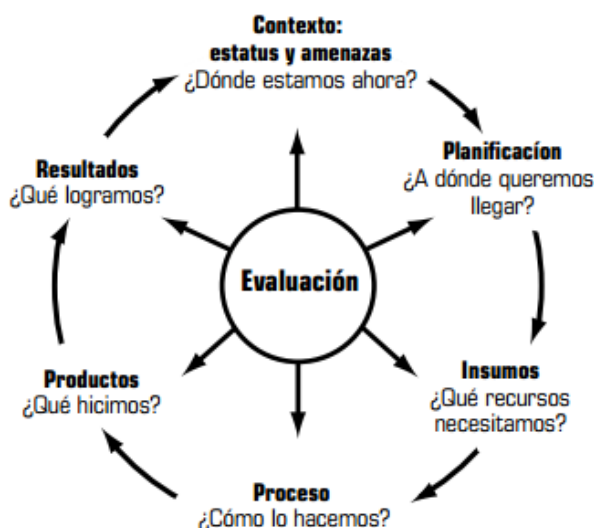 Contexto:
estatus y amenazas
¿Dónde estamos ahora?
Planificacíon
¿A dónde queremos
llegar?
Insumos
¿Qué recursos
necesitamos?
Proceso
¿Cómo lo hacemos?
Productos
¿Qué hicimos?
Resultados
¿Qué logramos?
Evaluación